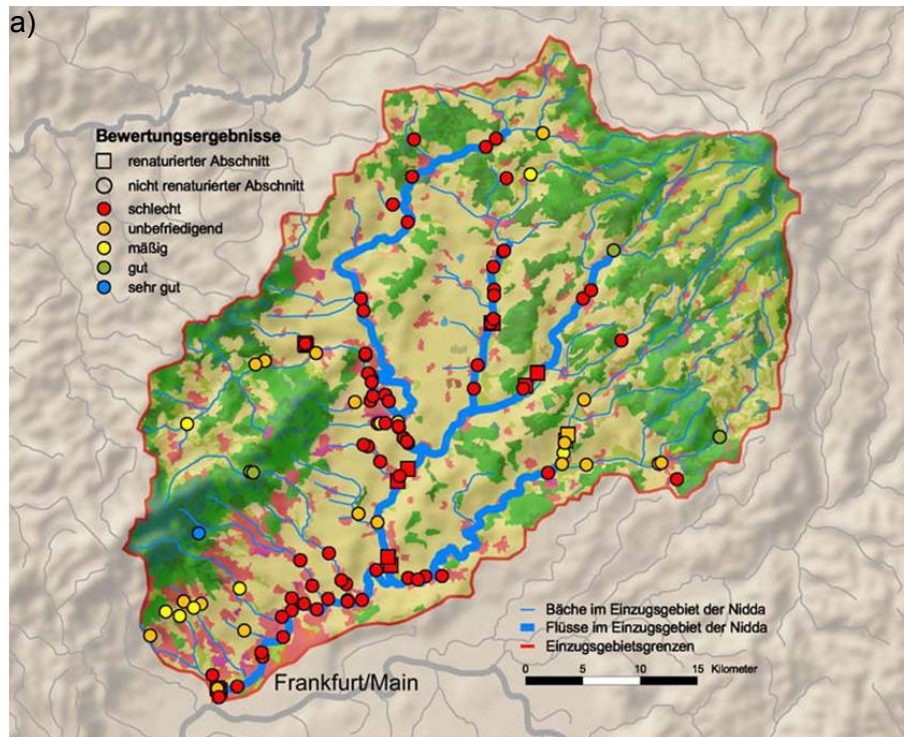 a)
Bewertungsergebnisse
renaturierter Abschnitt
nicht renaturierter Abschnitt
schlecht
unbefriedigend
mäßig
gut
sehr gut
Bäche im Einzugsgebiet der Nidda
Flüsse im Einzugsgebiet der Nidda
Einzugsgebietsgrenzen
0 5 10 15 Kilometer
Frankfurt/Main